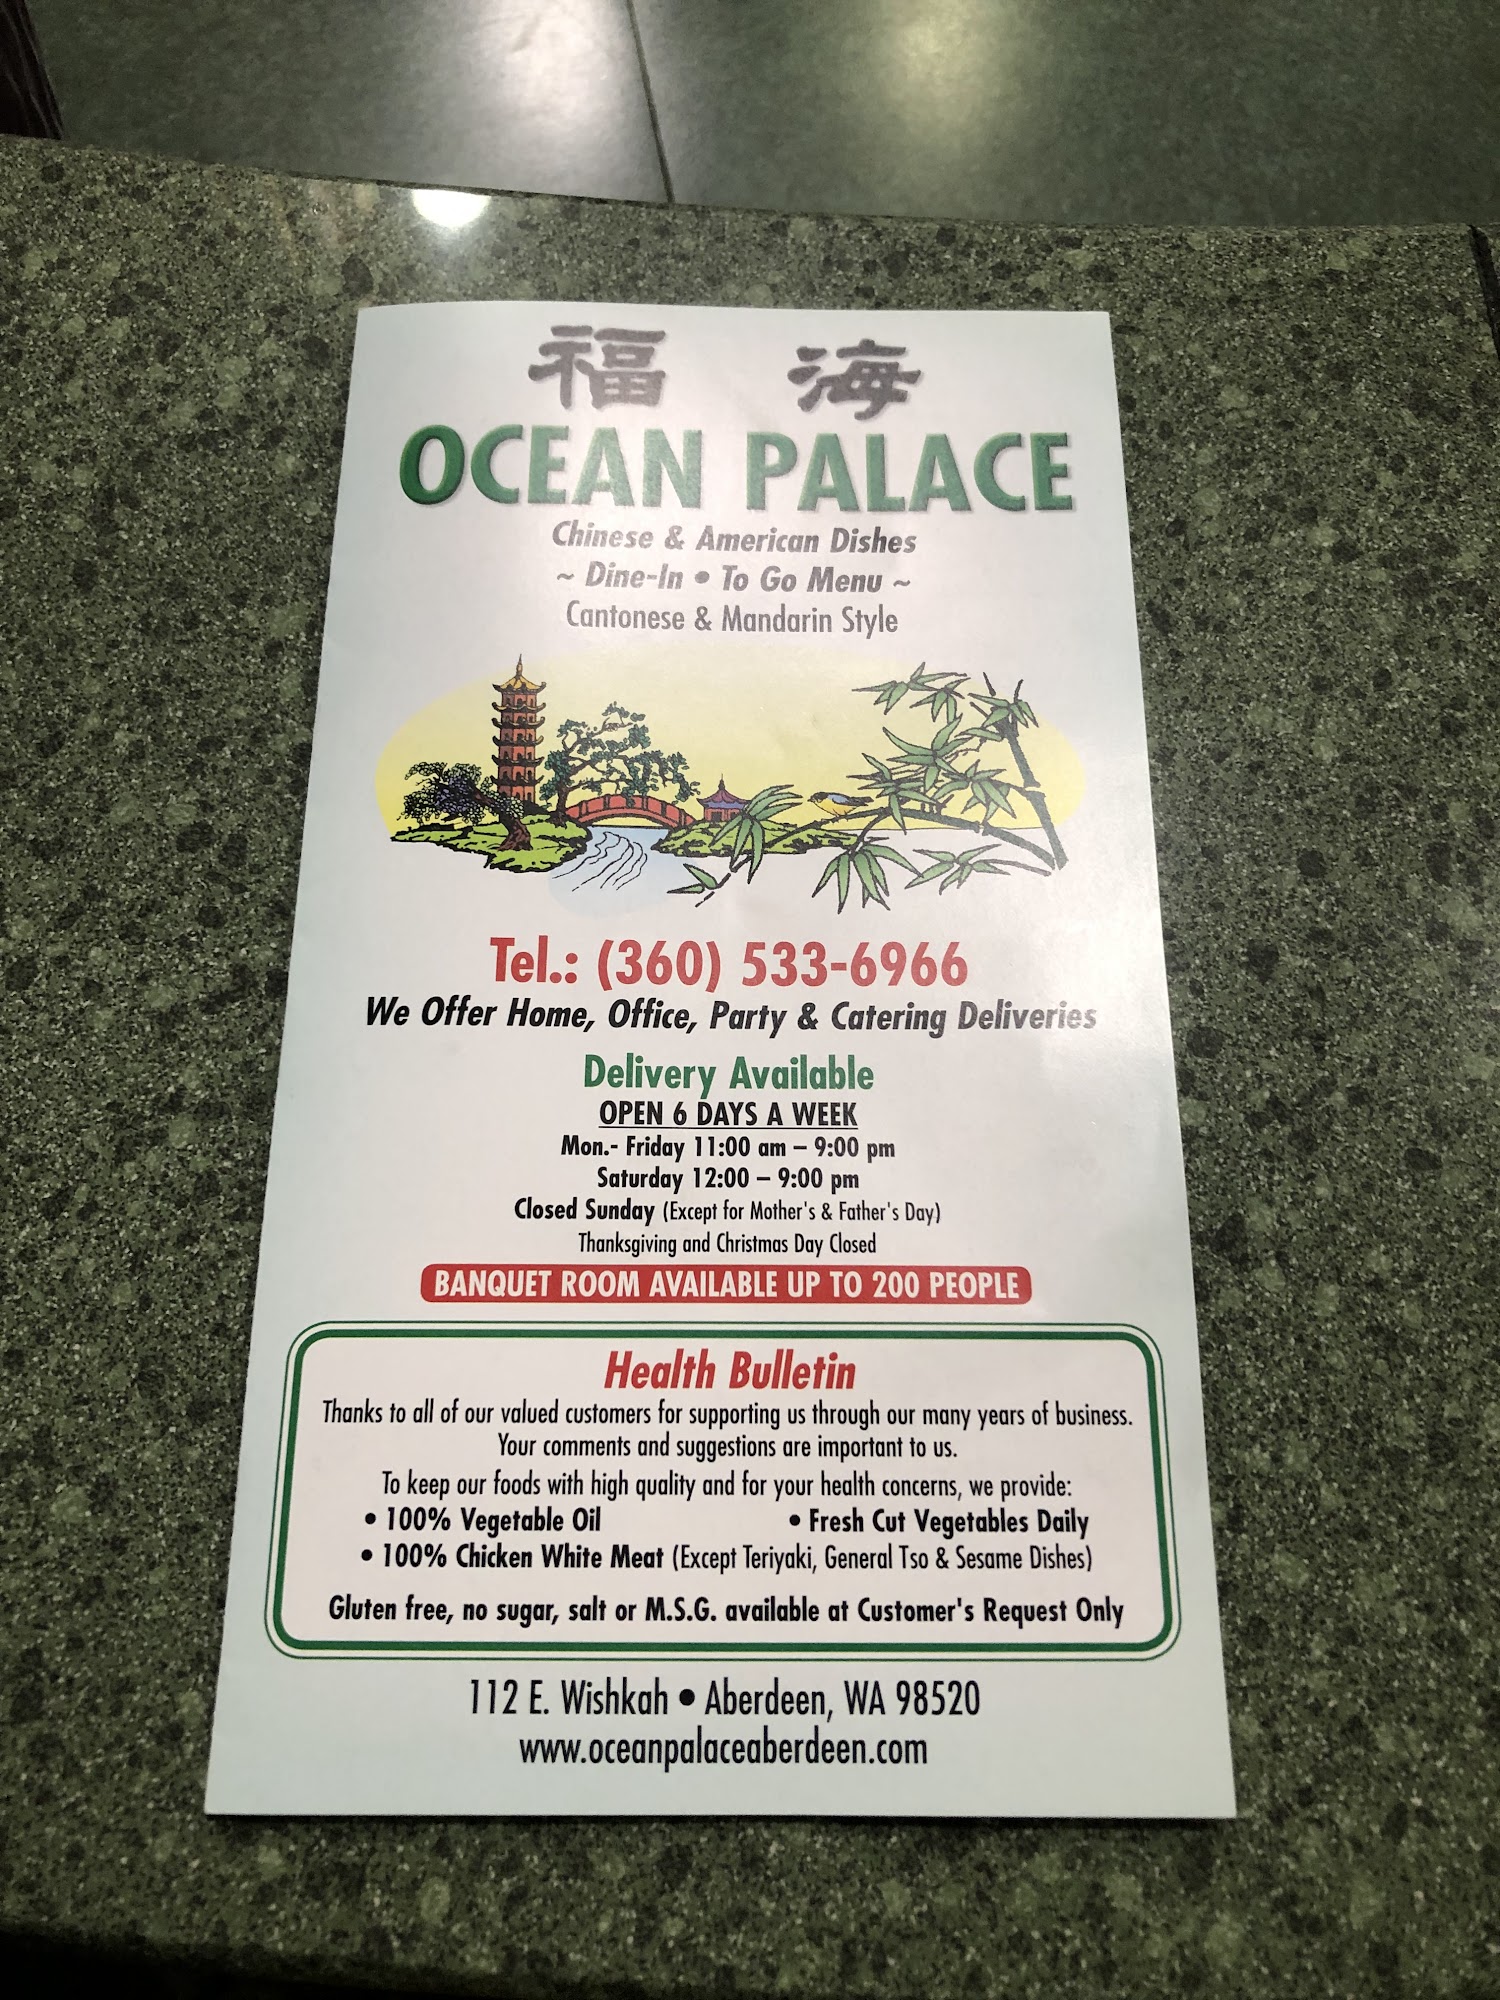 福 海
OCEAN PALACE
Chinese & American Dishes
~ Dine-In • To Go Menu ~
Cantonese & Mandarin Style
Tel.: (360) 533-6966
We Offer Home, Office, Party & Catering Deliveries
Delivery Available
OPEN 6 DAYS A WEEK
Mon.- Friday 11:00 am – 9:00 pm
Saturday 12:00 – 9:00 pm
Closed Sunday (Except for Mother's & Father's Day)
Thanksgiving and Christmas Day Closed
BANQUET ROOM AVAILABLE UP TO 200 PEOPLE
Health Bulletin
Thanks to all of our valued customers for supporting us through our many years of business.
Your comments and suggestions are important to us.
To keep our foods with high quality and for your health concerns, we provide:
• 100% Vegetable Oil • Fresh Cut Vegetables Daily
• 100% Chicken White Meat (Except Teriyaki, General Tso & Sesame Dishes)
Gluten free, no sugar, salt or M.S.G. available at Customer's Request Only
112 E. Wishkah • Aberdeen, WA 98520
www.oceanpalaceaberdeen.com